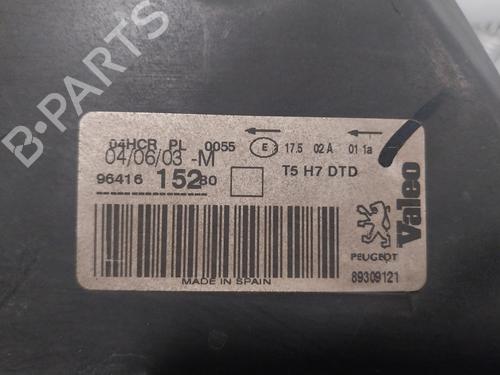 B-PARTS
04HCR PL 0055 E 17.5 02 A 01 1a
04/06/03 -M
96416 152 80 T5 H7 DTD
Valeo
PEUGEOT
MADE IN SPAIN
89309121